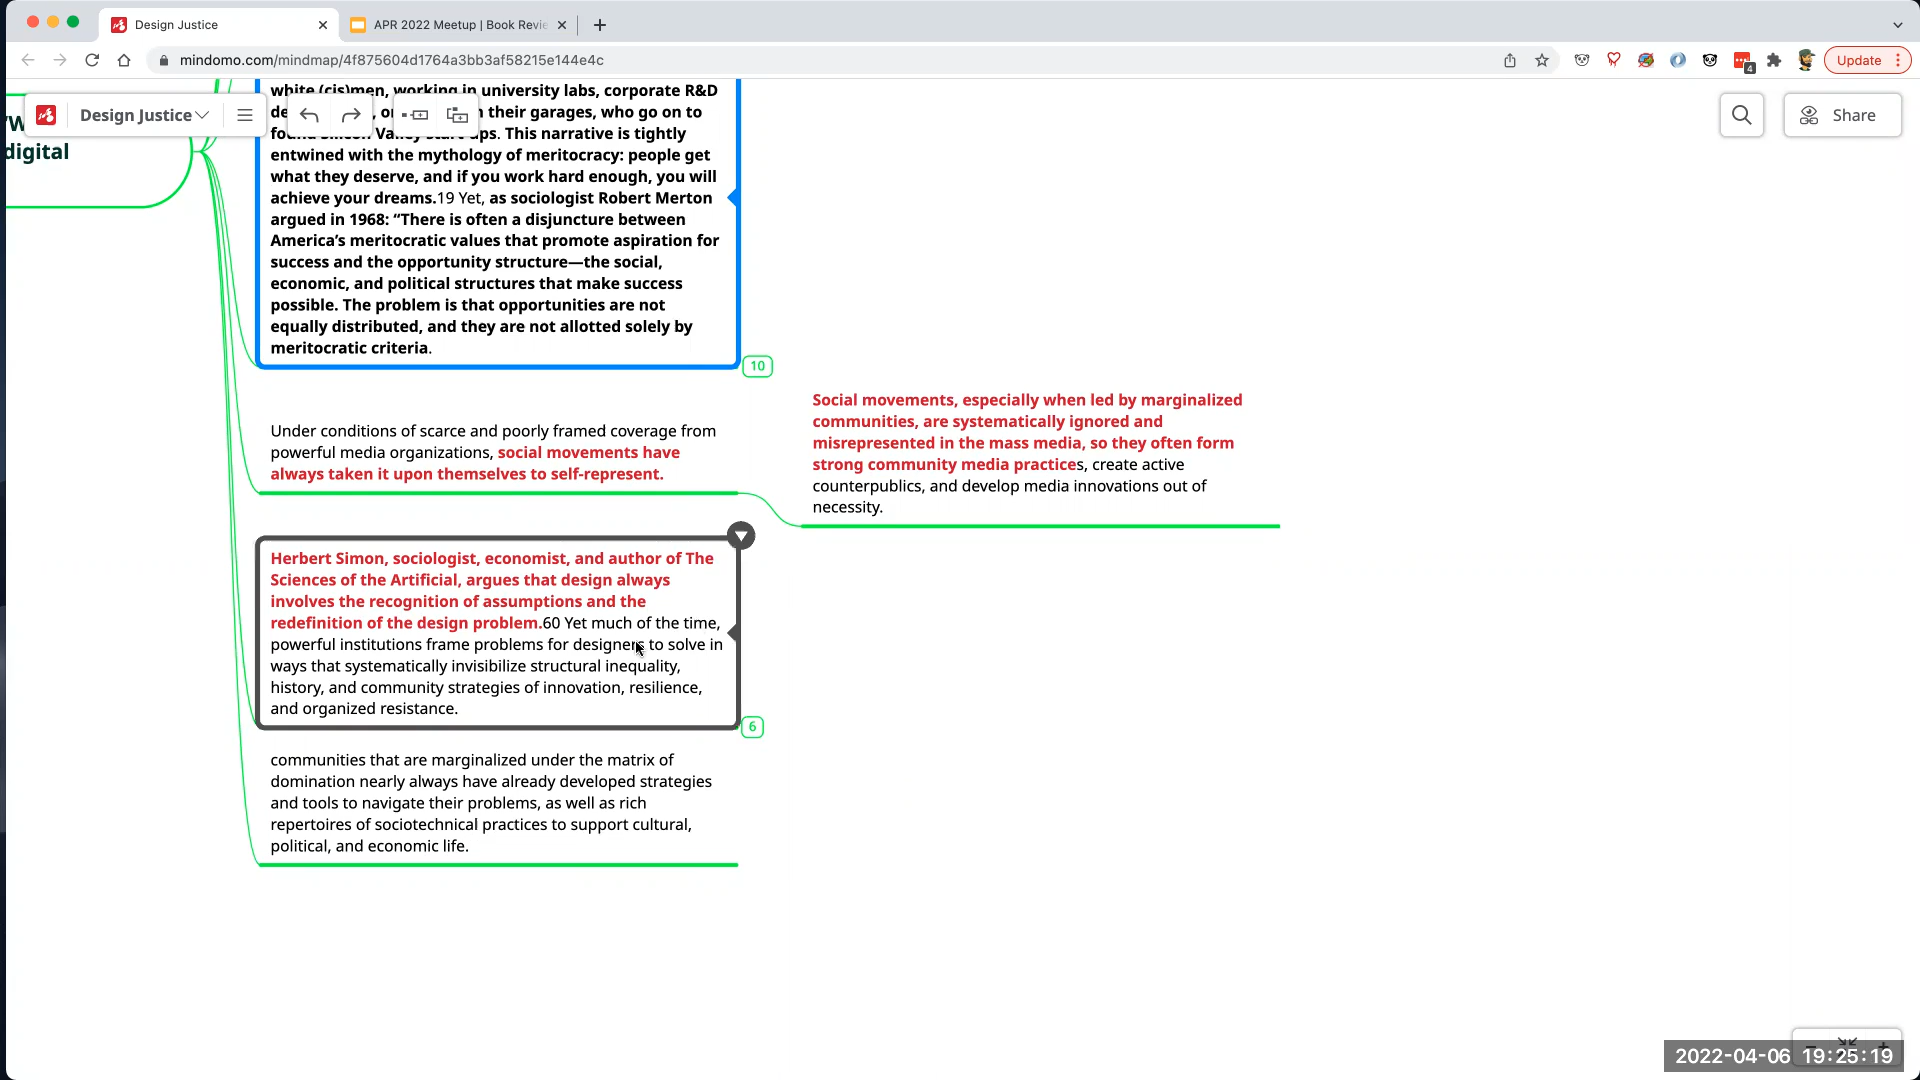 Design Justice
APR 2022 Meetup | Book Revie
mindomo.com/mindmap/4f875604d1764a3bb3af58215e144e4c
4
Update
Design Justice
Share
digital
white (cis)men, working in university labs, corporate R&D
their garages, who go on to
found Silicon Valley start-ups. This narrative is tightly
entwined with the mythology of meritocracy: people get
what they deserve, and if you work hard enough, you will
achieve your dreams.19 Yet, as sociologist Robert Merton
argued in 1968: “There is often a disjuncture between
America’s meritocratic values that promote aspiration for
success and the opportunity structure—the social,
economic, and political structures that make success
possible. The problem is that opportunities are not
equally distributed, and they are not allotted solely by
meritocratic criteria.
10
Under conditions of scarce and poorly framed coverage from
powerful media organizations, social movements have
always taken it upon themselves to self-represent.
Social movements, especially when led by marginalized
communities, are systematically ignored and
misrepresented in the mass media, so they often form
strong community media practices, create active
counterpublics, and develop media innovations out of
necessity.
Herbert Simon, sociologist, economist, and author of The
Sciences of the Artificial, argues that design always
involves the recognition of assumptions and the
redefinition of the design problem.60 Yet much of the time,
powerful institutions frame problems for designers to solve in
ways that systematically invisibilize structural inequality,
history, and community strategies of innovation, resilience,
and organized resistance.
6
communities that are marginalized under the matrix of
domination nearly always have already developed strategies
and tools to navigate their problems, as well as rich
repertoires of sociotechnical practices to support cultural,
political, and economic life.
2022-04-06 19:25:19